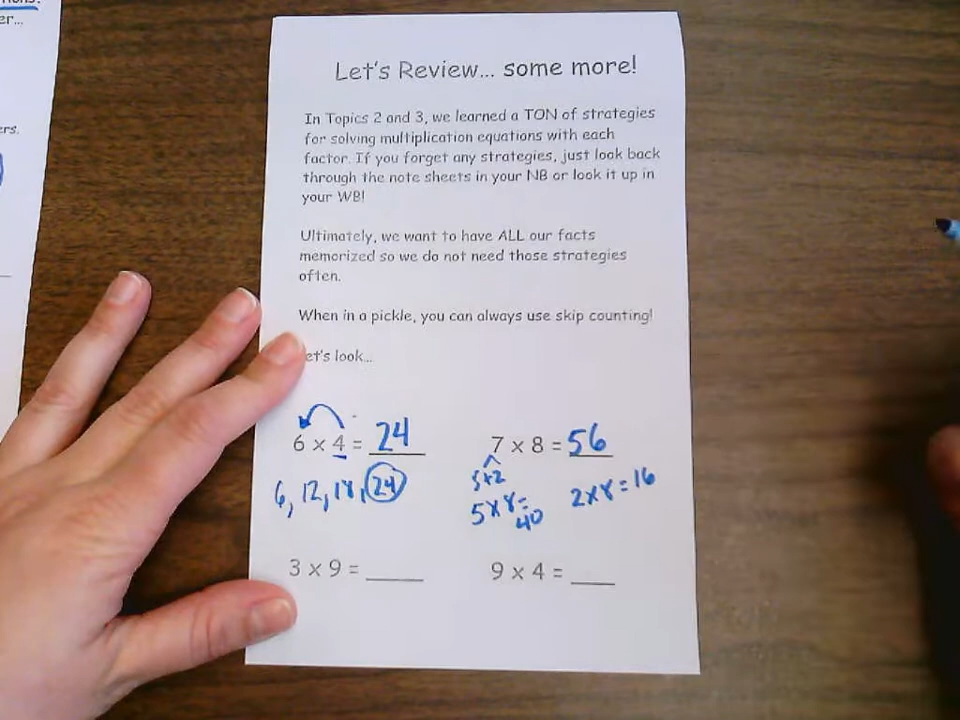 er...
ers.
Let's Review... some more!
In Topics 2 and 3, we learned a TON of strategies
for solving multiplication equations with each
factor. If you forget any strategies, just look back
through the note sheets in your NB or look it up in
your WB!
Ultimately, we want to have ALL our facts
memorized so we do not need those strategies
often.
When in a pickle, you can always use skip counting!
et's look...
6 x 4 = 24
7 x 8 = 56
6, 12, 18, 24
5+2
5x8=
40
2x8=16
3 x 9 = ____
9 x 4 = ____